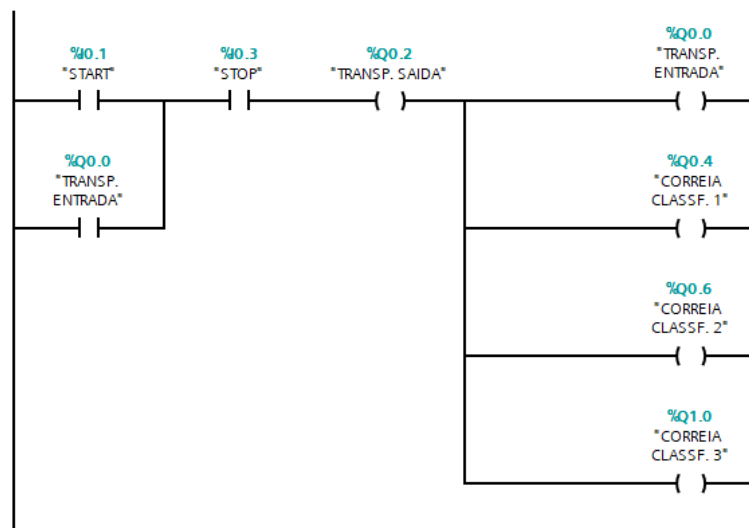 %I0.1
"START"
%I0.3
"STOP"
%Q0.2
"TRANSP. SAIDA"
%Q0.0
"TRANSP.
ENTRADA"
%Q0.0
"TRANSP.
ENTRADA"
%Q0.4
"CORREIA
CLASSF. 1"
%Q0.6
"CORREIA
CLASSF. 2"
%Q1.0
"CORREIA
CLASSF. 3"